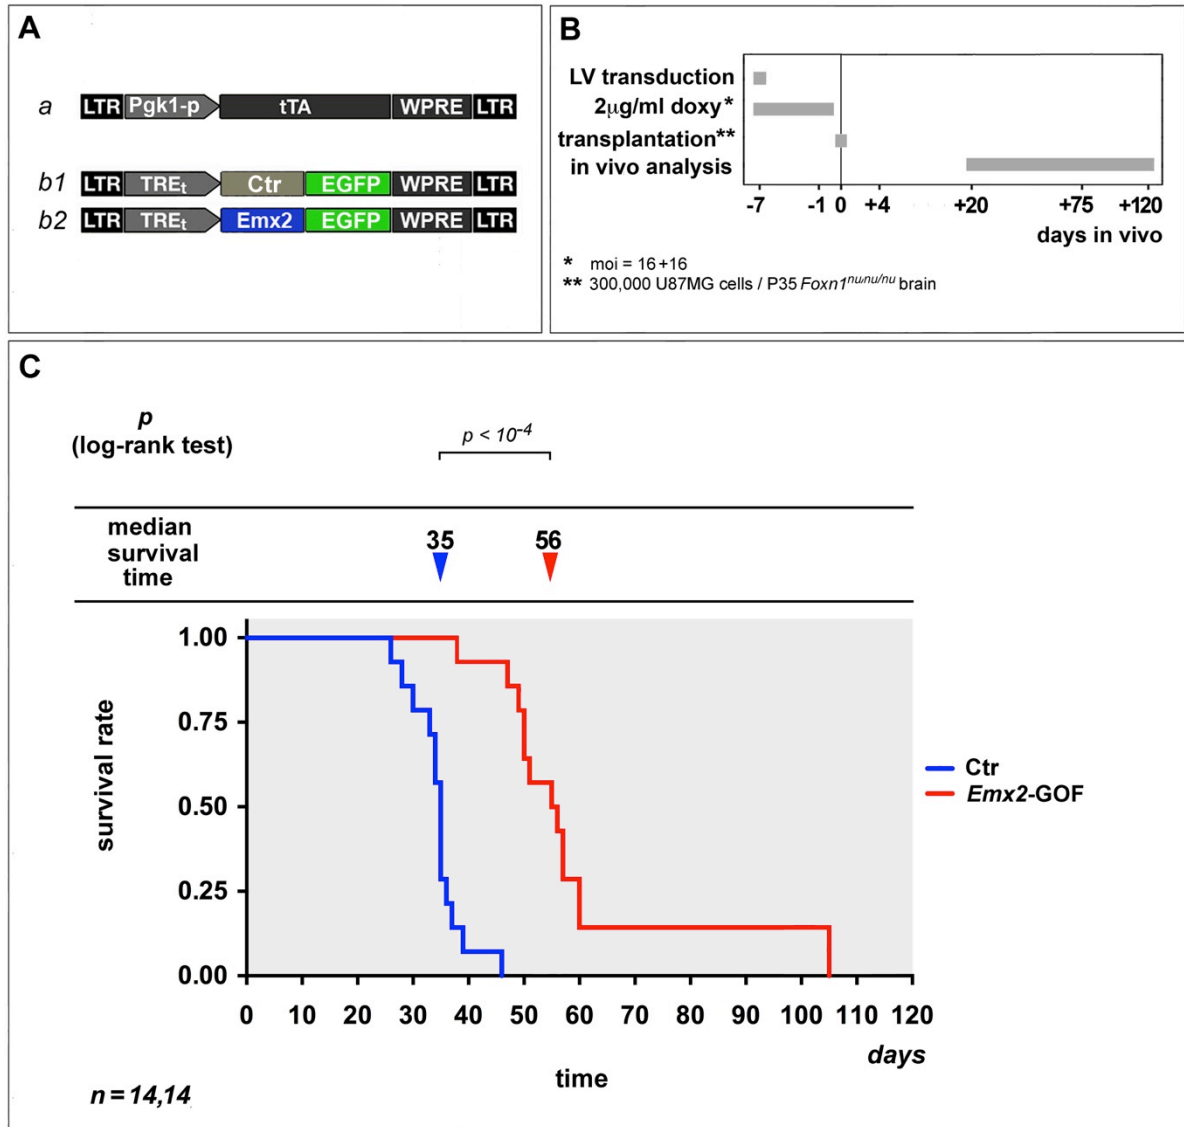 A
a LTR Pgk1-p tTA WPRE LTR
b1 LTR TREt Ctr EGFP WPRE LTR
b2 LTR TREt Emx2 EGFP WPRE LTR
B
LV transduction
2µg/ml doxy*
transplantation**
in vivo analysis
-7 -1 0 +4 +20 +75 +120
days in vivo
* moi = 16+16
** 300,000 U87MG cells / P35 Foxn1nu/nu/nu brain
C
p
(log-rank test)
p < 10-4
median
survival
time
35 56
1.00
0.75
0.50
0.25
0.00
survival rate
0 10 20 30 40 50 60 70 80 90 100 110 120
days
time
Ctr
Emx2-GOF
n = 14,14